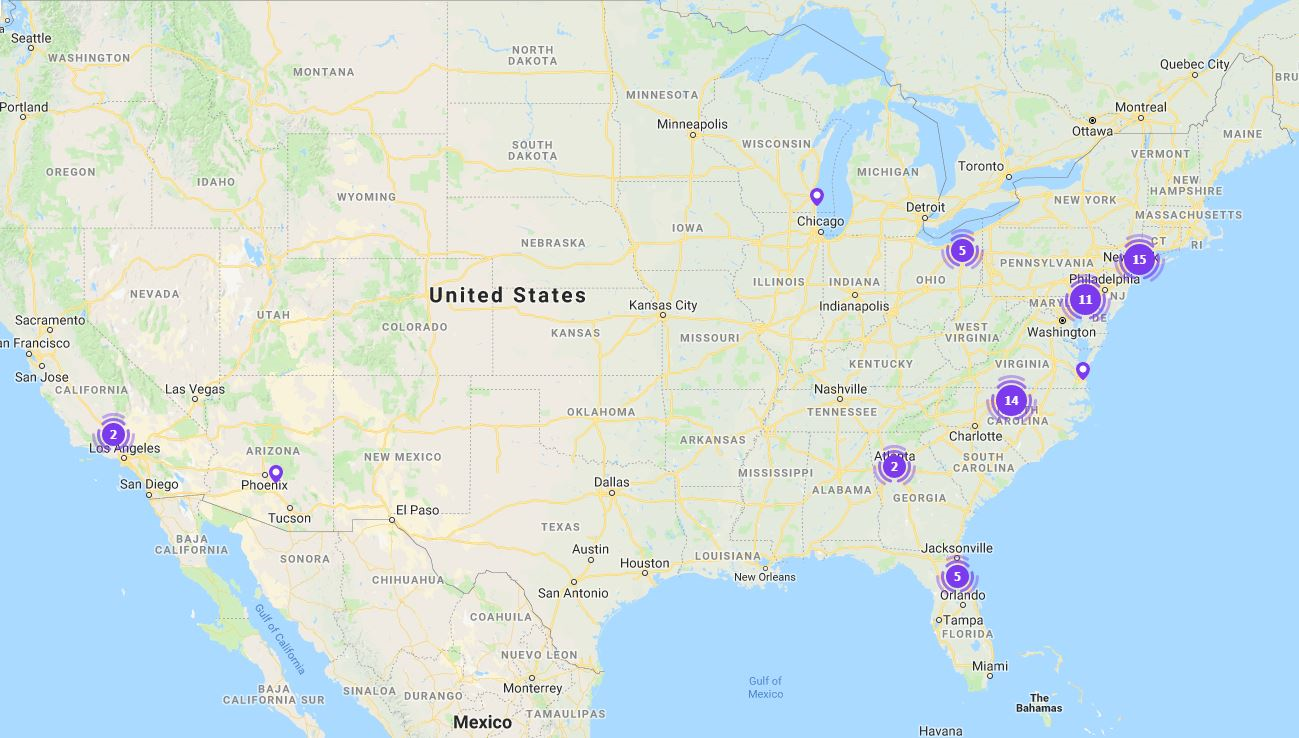 Quebec City
BRU
Seattle
WASHINGTON
NORTH
DAKOTA
MONTANA
MINNESOTA
Montreal
Portland
Minneapolis
Ottawa
MAINE
WISCONSIN
SOUTH
DAKOTA
VERMONT
Toronto
OREGON
MICHIGAN
IDAHO
NEW
HAMPSHIRE
WYOMING
NEW YORK
Detroit
MASSACHUSETTS
Chicago
IOWA
NEBRASKA
CT
RI
5
15
PENNSYLVANIA
Philadelphia
OHIO
ILLINOIS
INDIANA
NEVADA
United States
11
NJ
Kansas City
Indianapolis
UTAH
DE
Sacramento
COLORADO
KANSAS
MISSOURI
WEST
VIRGINIA
Washington
an Francisco
KENTUCKY
VIRGINIA
San Jose
CALIFORNIA
Las Vegas
Nashville
14
OKLAHOMA
TENNESSEE
CAROLINA
2
Los Angeles
ARKANSAS
Charlotte
ARIZONA
NEW MEXICO
2
SOUTH
CAROLINA
MISSISSIPPI
Phoenix
San Diego
Dallas
ALABAMA
GEORGIA
El Paso
Tucson
TEXAS
BAJA
CALIFORNIA
Austin
Jacksonville
SONORA
LOUISIANA
Houston
New Orleans
5
CHIHUAHUA
San Antonio
Orlando
Gulf of California
COAHUILA
Tampa
FLORIDA
NUEVO LEON
Miami
Monterrey
Gulf of
Mexico
BAJA
CALIFORNIA SUR
SINALOA
DURANGO
The
Bahamas
TAMAULIPAS
Mexico
Havana